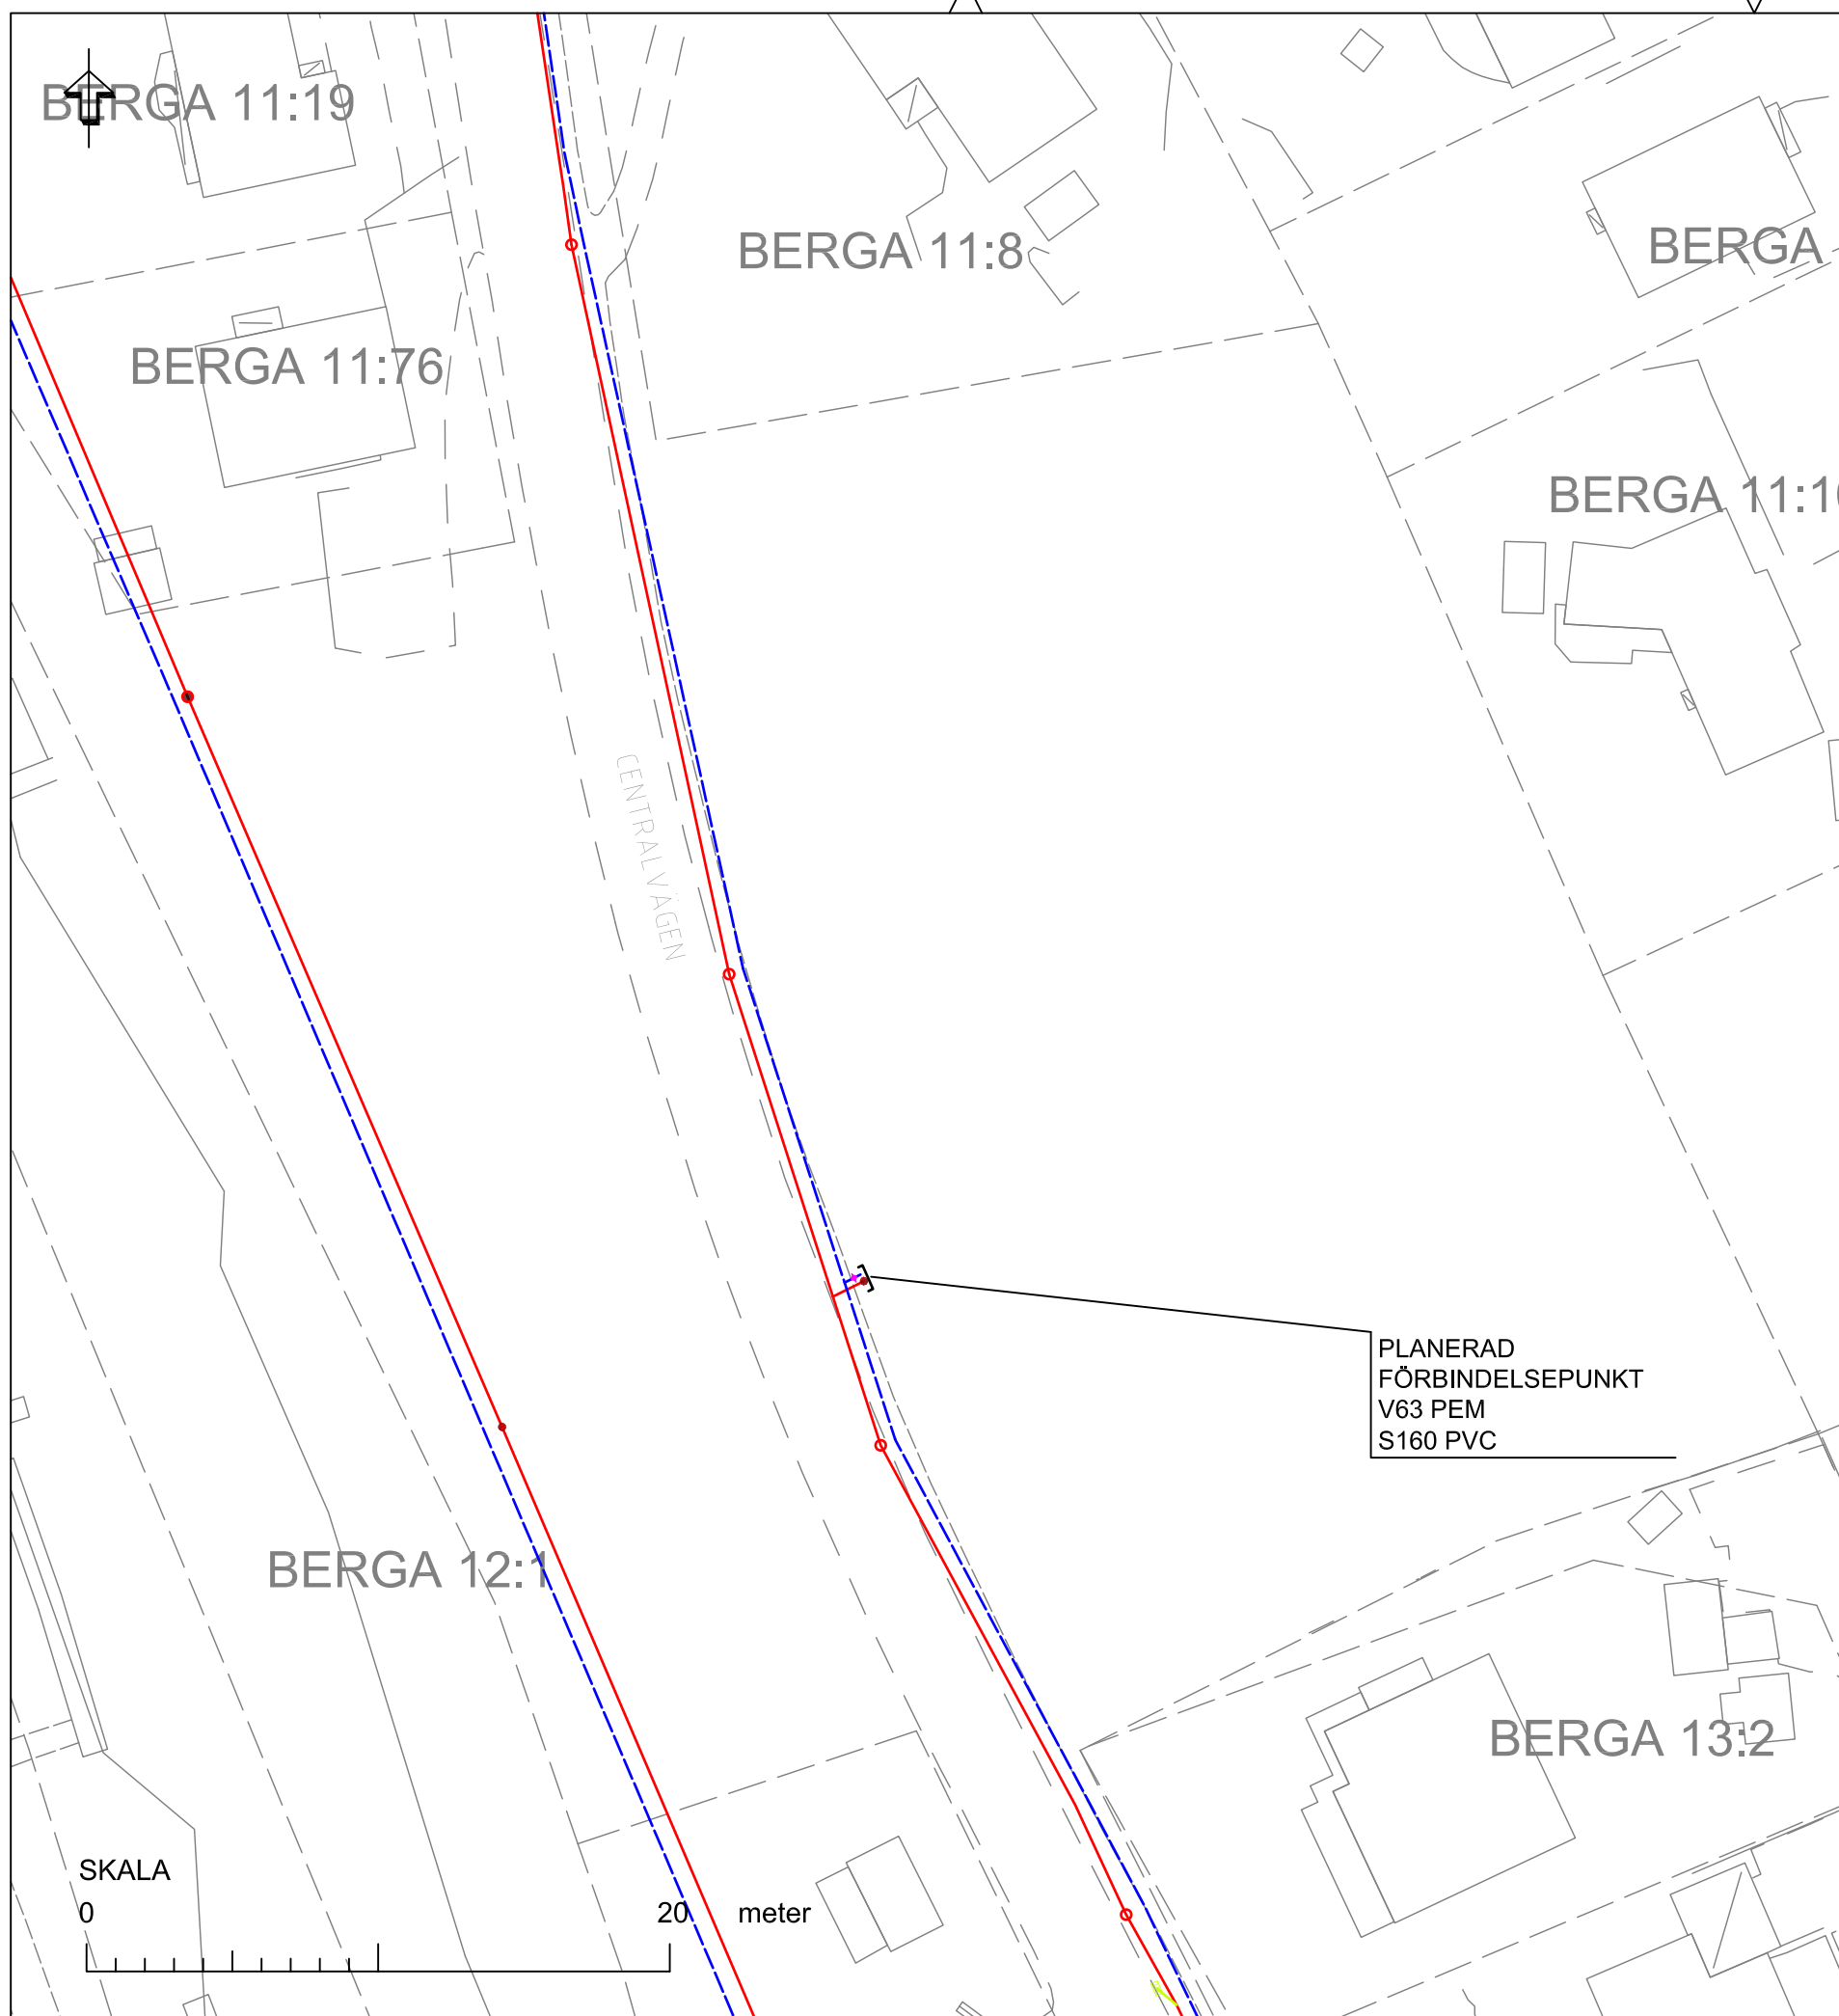 BERGA 11:19
BERGA 11:8
BERGA
BERGA 11:76
BERGA 11:10
CENTRALVÄGEN
PLANERAD
FÖRBINDELSEPUNKT
V63 PEM
S160 PVC
BERGA 12:1
BERGA 13:2
SKALA
0 20 meter